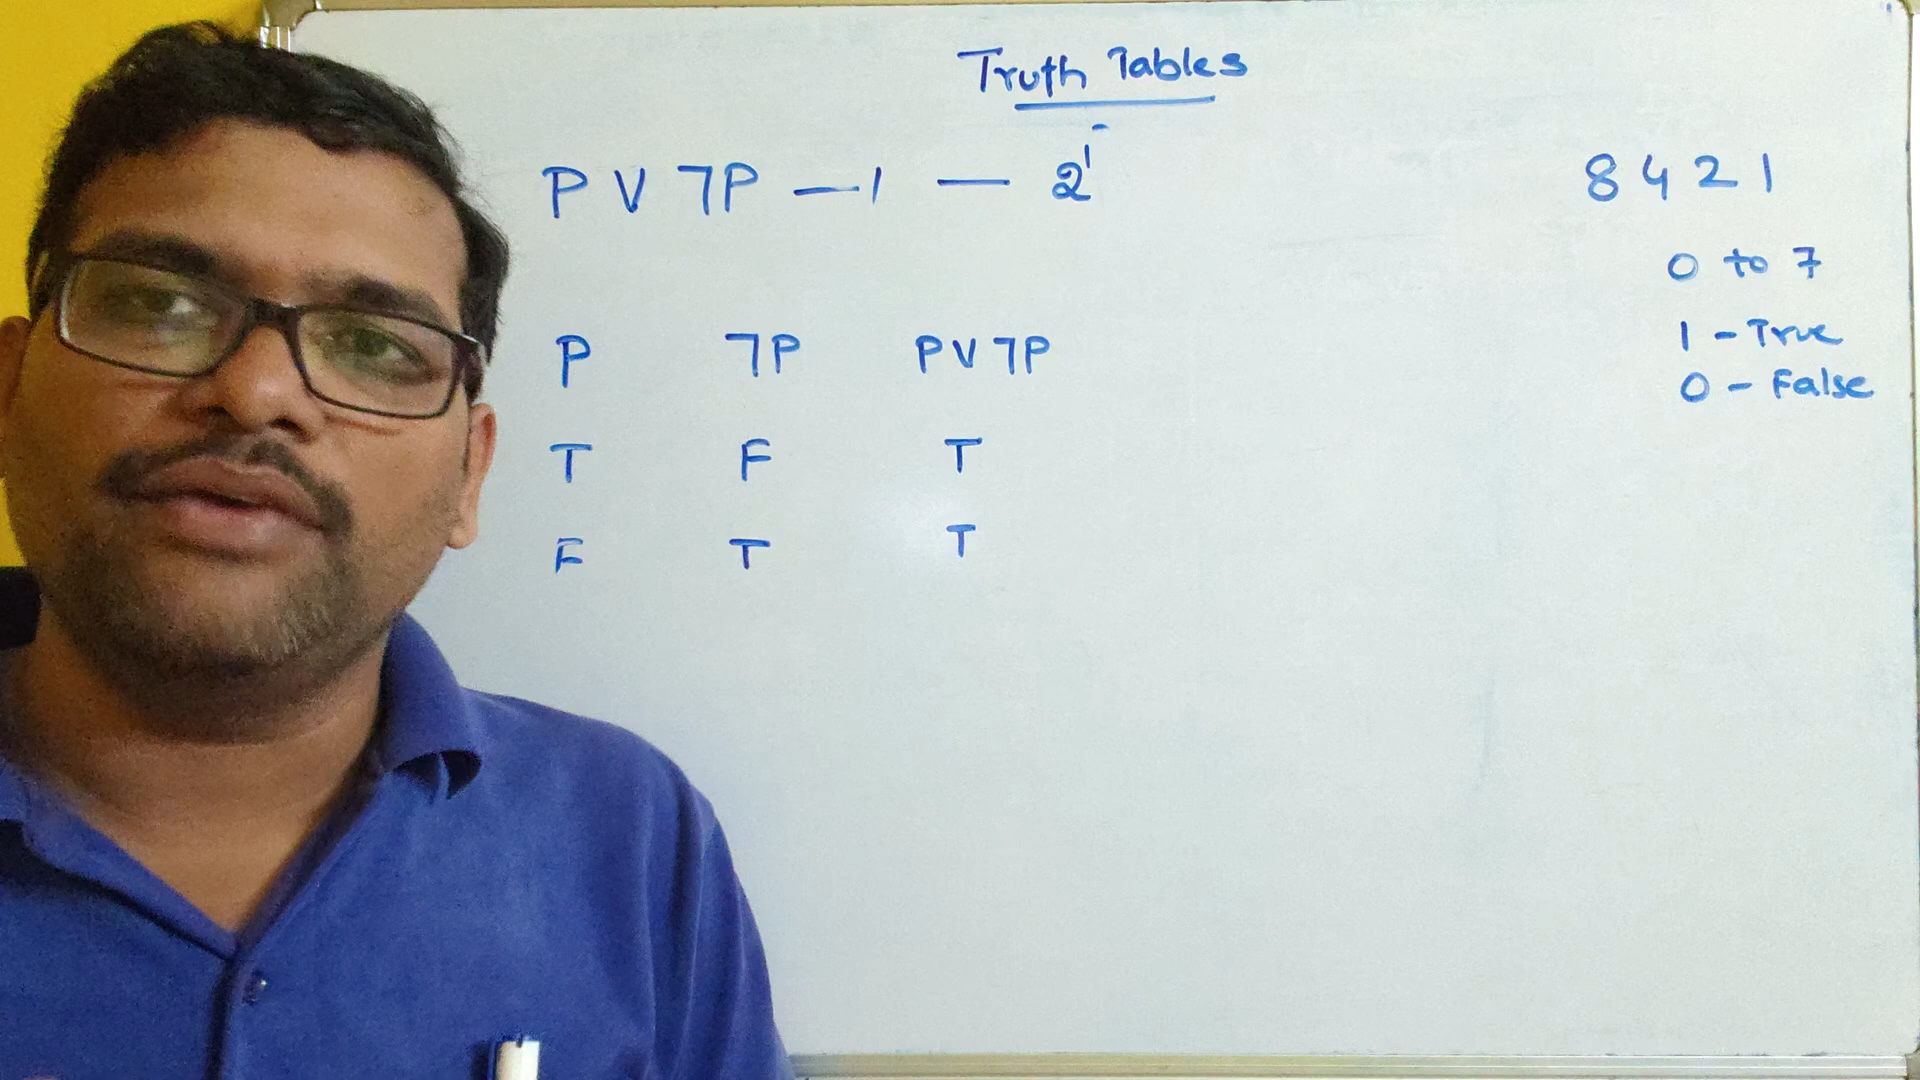 Truth Tables
P V ㄱP — 1 — 2¹
8 4 2 1
0 to 7
1 - True
0 - False
P ㄱP P V ㄱP
T F T
F T T